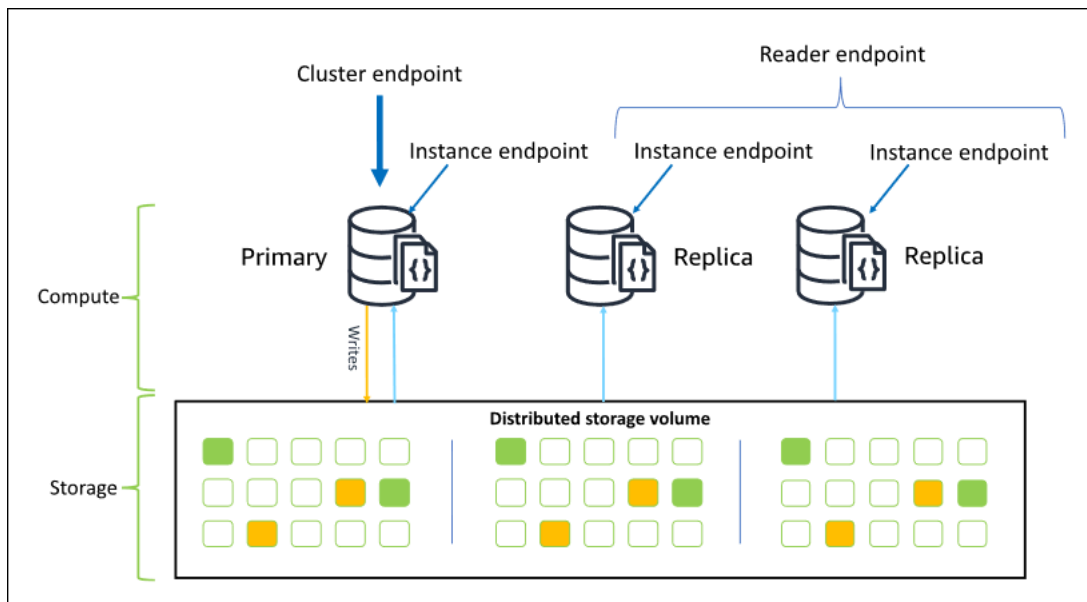 Reader endpoint
Cluster endpoint
Instance endpoint
Instance endpoint
Instance endpoint
Primary
{}
{}
Replica
{}
Replica
Compute
Writes
Distributed storage volume
Storage